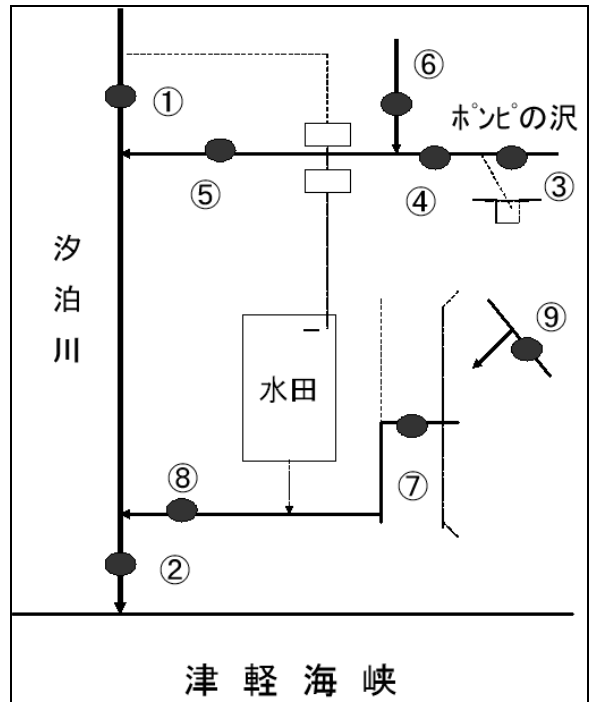 ⑥
①
ポンピの沢
⑤
④
③
汐泊川
⑨
水田
⑧
⑦
②
津軽海峡